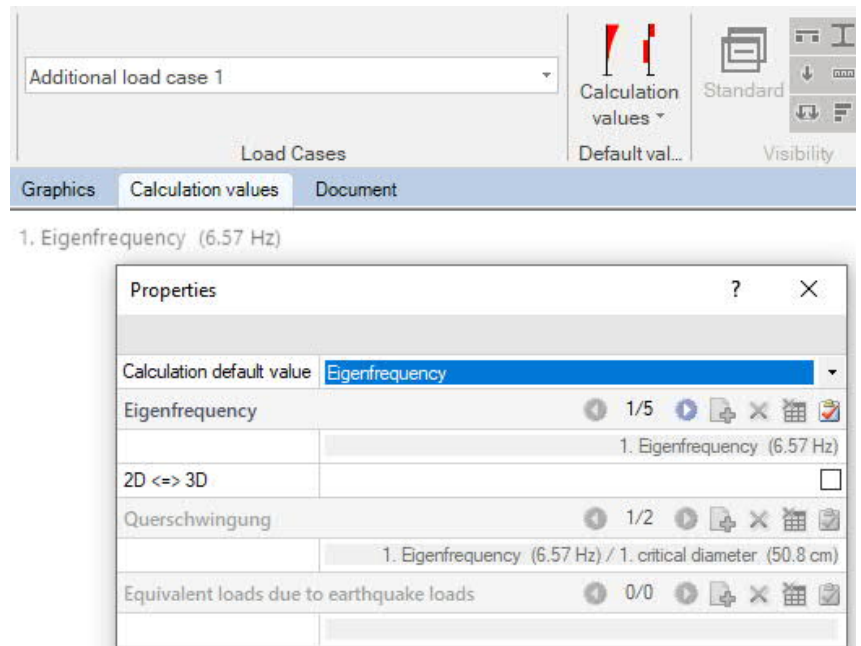 Additional load case 1
Calculation
values
Standard
Load Cases
Default val...
Visibility
Graphics
Calculation values
Document
1. Eigenfrequency (6.57 Hz)
Properties
?
Calculation default value
Eigenfrequency
Eigenfrequency
1/5
1. Eigenfrequency (6.57 Hz)
2D <=> 3D
Querschwingung
1/2
1. Eigenfrequency (6.57 Hz) / 1. critical diameter (50.8 cm)
Equivalent loads due to earthquake loads
0/0